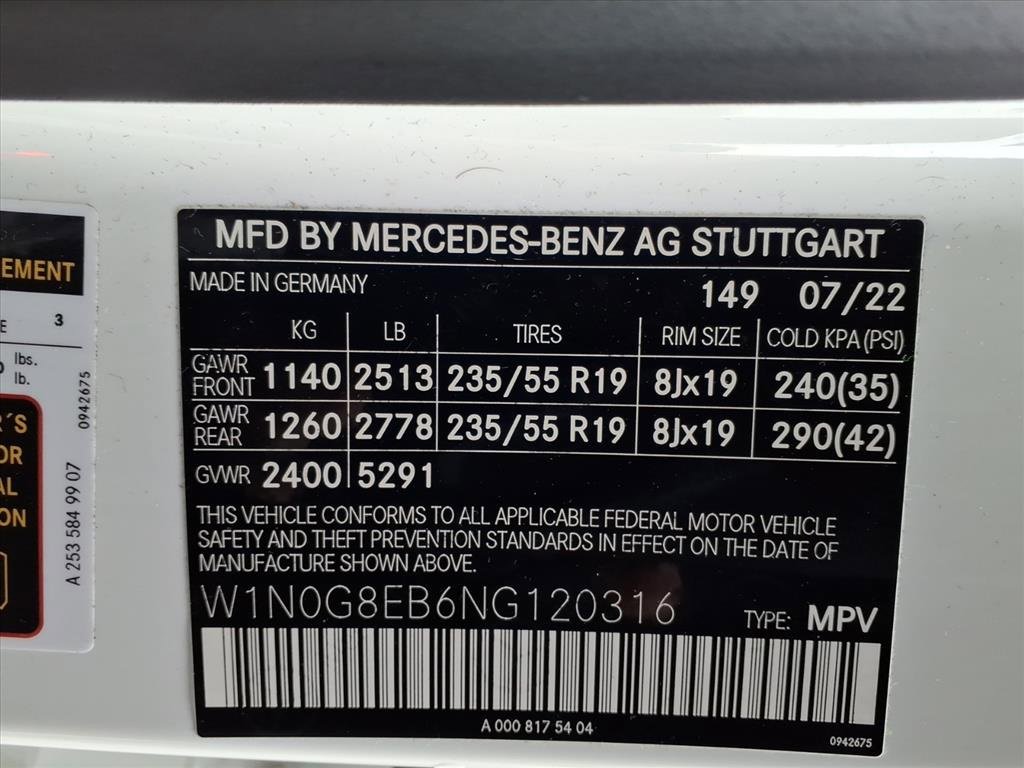 EMENT
3
lbs.
lb.
0942675
A 253 584 99 07
OR
AL
ON
MFD BY MERCEDES-BENZ AG STUTTGART
MADE IN GERMANY
149 07/22
KG LB TIRES RIM SIZE COLD KPA (PSI)
GAWR FRONT 1140 2513 235/55 R19 8Jx19 240(35)
GAWR REAR 1260 2778 235/55 R19 8Jx19 290(42)
GVWR 2400 5291
THIS VEHICLE CONFORMS TO ALL APPLICABLE FEDERAL MOTOR VEHICLE
SAFETY AND THEFT PREVENTION STANDARDS IN EFFECT ON THE DATE OF
MANUFACTURE SHOWN ABOVE.
W1N0G8EB6NG120316 TYPE: MPV
A 000 817 54 04
0942675